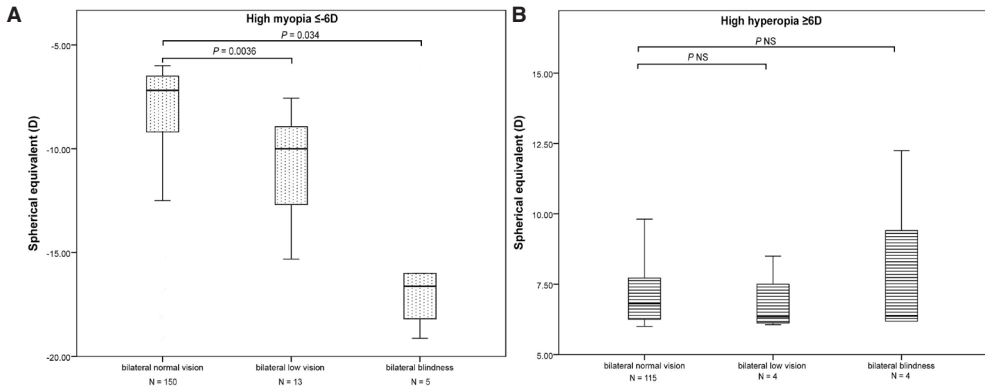 A
High myopia ≤-6D
P = 0.034
P = 0.0036
Spherical equivalent (D)
-5.00
-10.00
-15.00
-20.00
bilateral normal vision
N = 150
bilateral low vision
N = 13
bilateral blindness
N = 5
B
High hyperopia ≥6D
P NS
P NS
Spherical equivalent (D)
15.00
12.50
10.00
7.50
5.00
bilateral normal vision
N = 115
bilateral low vision
N = 4
bilateral blindness
N = 4